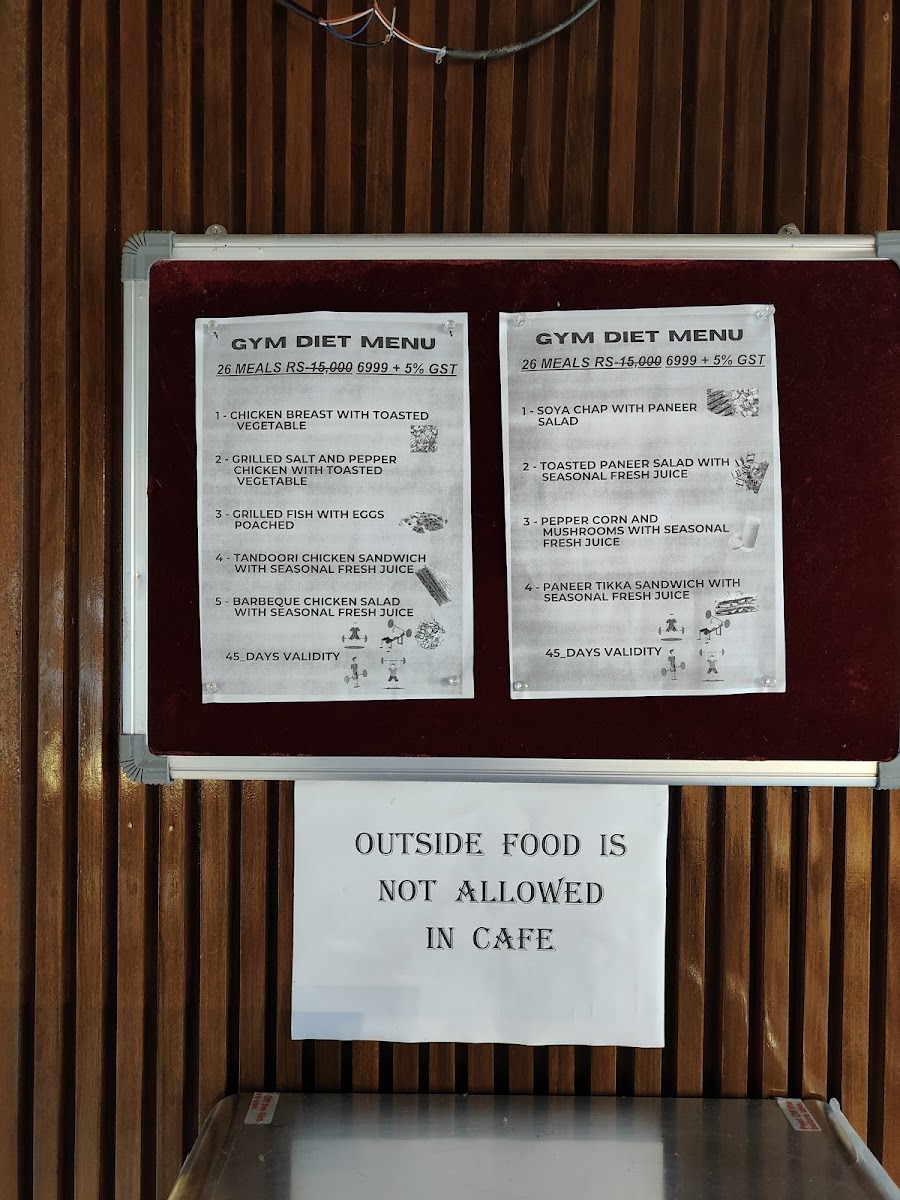 GYM DIET MENU
26 MEALS RS-15,000 6999 + 5% GST
1 - CHICKEN BREAST WITH TOASTED
VEGETABLE
2 - GRILLED SALT AND PEPPER
CHICKEN WITH TOASTED
VEGETABLE
3 - GRILLED FISH WITH EGGS
POACHED
4 - TANDOORI CHICKEN SANDWICH
WITH SEASONAL FRESH JUICE
5 - BARBEQUE CHICKEN SALAD
WITH SEASONAL FRESH JUICE
45_DAYS VALIDITY
GYM DIET MENU
26 MEALS RS-15,000 6999 + 5% GST
1 - SOYA CHAP WITH PANEER
SALAD
2 - TOASTED PANEER SALAD WITH
SEASONAL FRESH JUICE
3 - PEPPER CORN AND
MUSHROOMS WITH SEASONAL
FRESH JUICE
4 - PANEER TIKKA SANDWICH WITH
SEASONAL FRESH JUICE
45_DAYS VALIDITY
OUTSIDE FOOD IS
NOT ALLOWED
IN CAFE